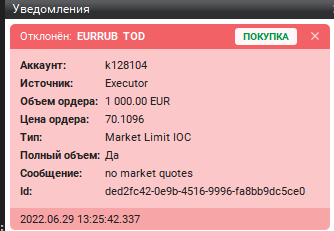 Уведомления
Отклонён: EURRUB TOD ПОКУПКА ×
Аккаунт: k128104
Источник: Executor
Объем ордера: 1 000.00 EUR
Цена ордера: 70.1096
Тип: Market Limit IOC
Полный объем: Да
Сообщение: no market quotes
Id: ded2fc42-0e9b-4516-9996-fa8bb9dc5ce0
2022.06.29 13:25:42.337